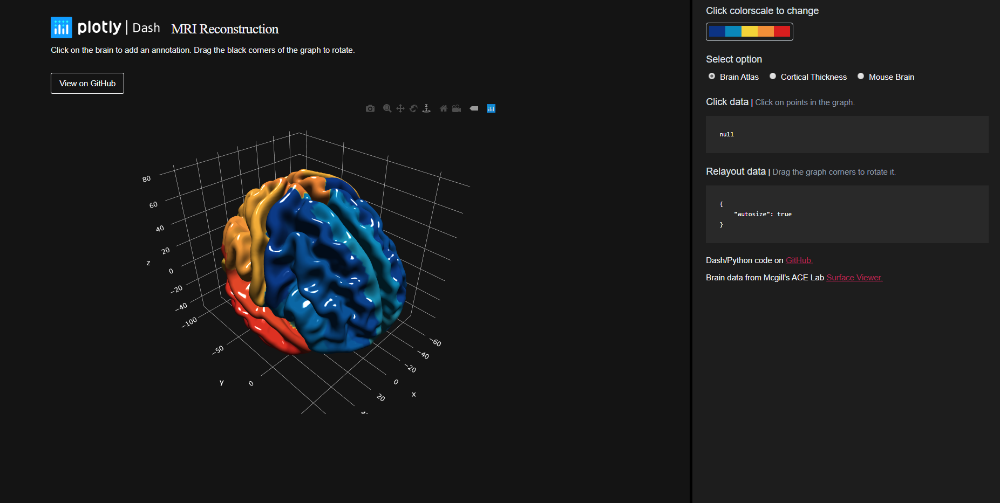 plotly | Dash MRI Reconstruction
Click on the brain to add an annotation. Drag the black corners of the graph to rotate.
View on GitHub
80
60
40
20
0
−20
−40
−100
−50
0
z
y
−60
−40
−20
0
20
x
Click colorscale to change
Select option
Brain Atlas Cortical Thickness Mouse Brain
Click data | Click on points in the graph.
null
Relayout data | Drag the graph corners to rotate it.
{
"autosize": true
}
Dash/Python code on GitHub.
Brain data from Mcgill's ACE Lab Surface Viewer.